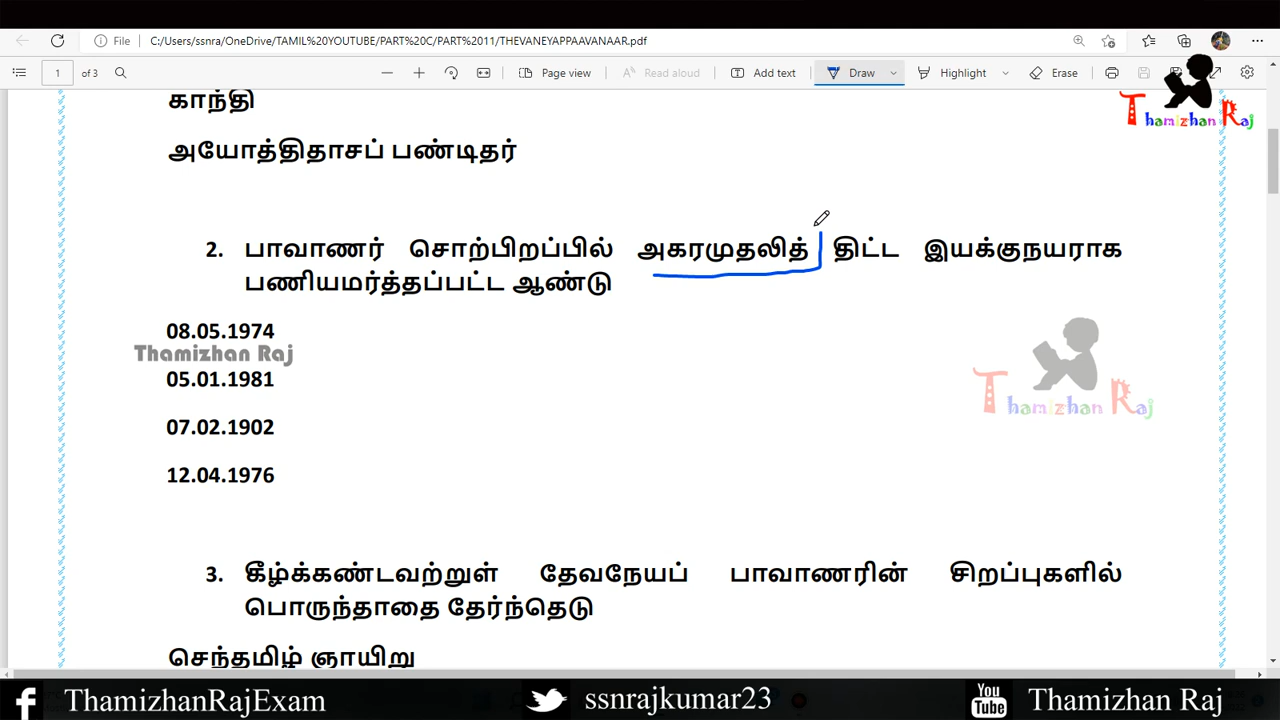 File C:/Users/ssnra/OneDrive/TAMIL%20YOUTUBE/PART%20C/PART%2011/THEVANEYAPPAAVANAAR.pdf
1 of 3 Page view Read aloud Add text Draw Highlight Erase
Thamizhan Raj
காந்தி
அயோத்திதாசப் பண்டிதர்
2. பாவாணர் சொற்பிறப்பில் அகரமுதலித் திட்ட இயக்குநயராக
பணியமர்த்தப்பட்ட ஆண்டு
08.05.1974
Thamizhan Raj
05.01.1981
Thamizhan Raj
07.02.1902
12.04.1976
3. கீழ்க்கண்டவற்றுள் தேவநேயப் பாவாணரின் சிறப்புகளில்
பொருந்தாதை தேர்ந்தெடு
செந்தமிழ் ஞாயிறு
f ThamizhanRajExam ssnrajkumar23 You Tube Thamizhan Raj